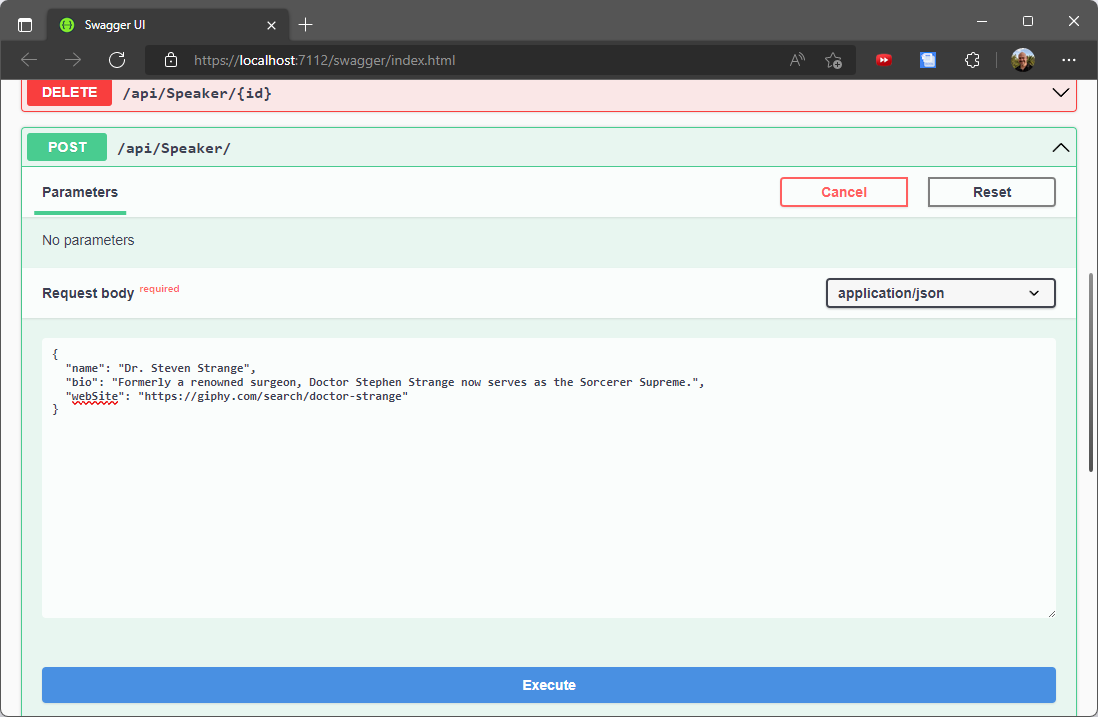 Swagger UI
https://localhost:7112/swagger/index.html
DELETE /api/Speaker/{id}
POST /api/Speaker/
Parameters Cancel Reset
No parameters
Request body required application/json
{
"name": "Dr. Steven Strange",
"bio": "Formerly a renowned surgeon, Doctor Stephen Strange now serves as the Sorcerer Supreme.",
"webSite": "https://giphy.com/search/doctor-strange"
}
Execute